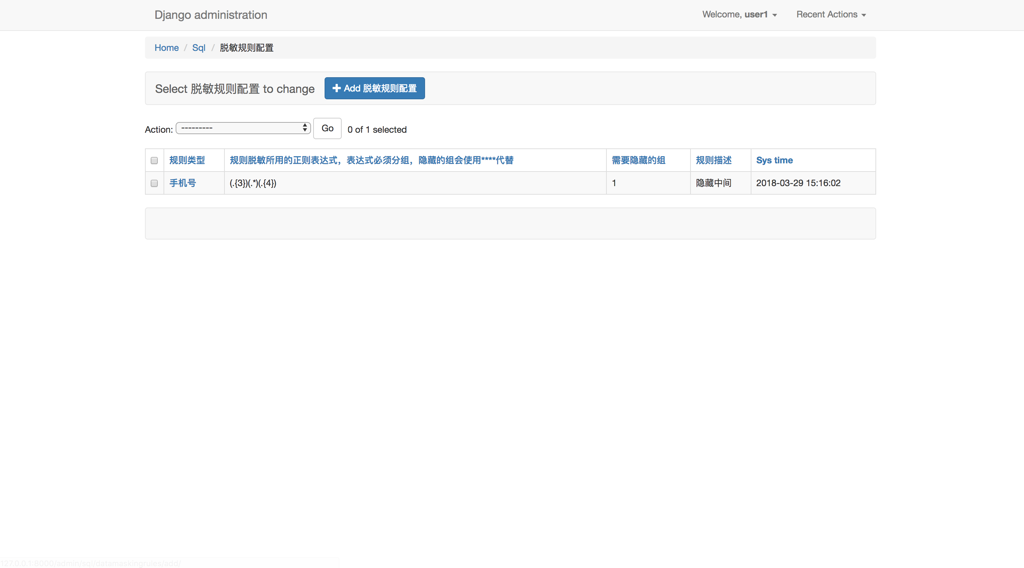 Django administration
Welcome, user1
Recent Actions
Home / Sql / 脱敏规则配置
Select 脱敏规则配置 to change
Add 脱敏规则配置
Action: --------- Go 0 of 1 selected
规则类型 规则脱敏所用的正则表达式，表达式必须分组，隐藏的组会使用****代替 需要隐藏的组 规则描述 Sys time
手机号 (.{3})(.*)(.{4}) 1 隐藏中间 2018-03-29 15:16:02